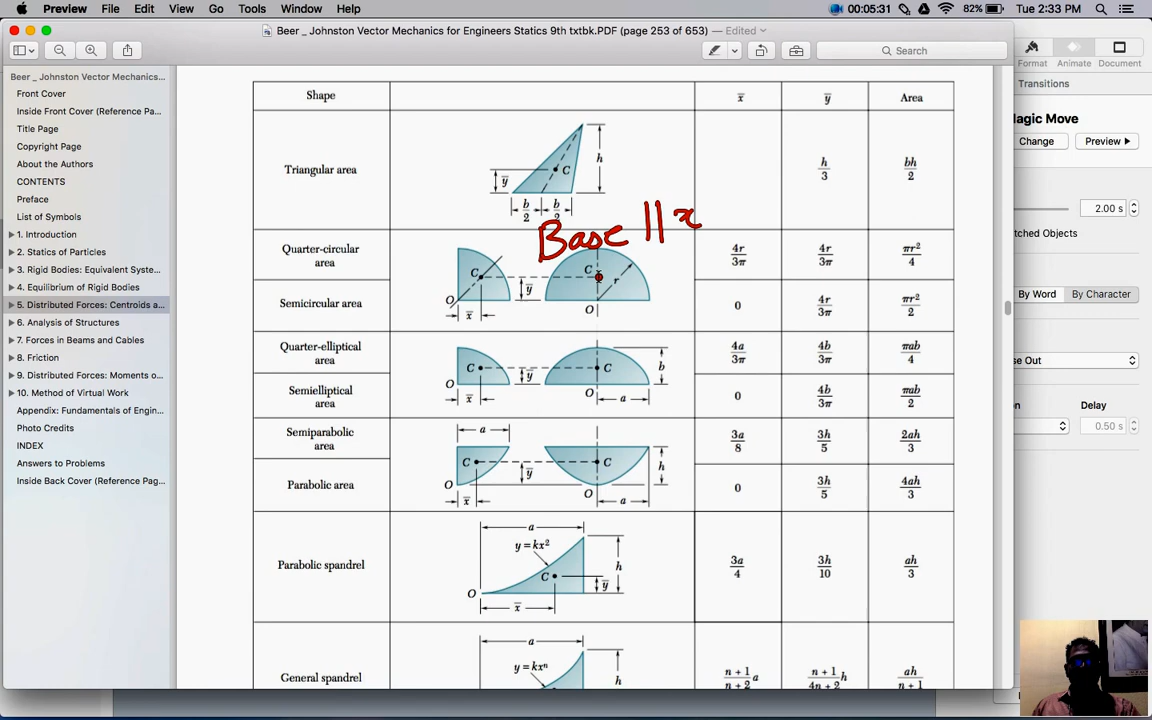 Preview File Edit View Go Tools Window Help 00:05:31 82% Tue 2:33 PM
Beer _ Johnston Vector Mechanics for Engineers Statics 9th txtbk.PDF (page 253 of 653) — Edited
Search
Format Animate Document
Transitions
Magic Move
Change Preview
2.00 s
By Word By Character
Delay
0.50 s
Beer _ Johnston Vector Mechanics...
Front Cover
Inside Front Cover (Reference Pa...
Title Page
Copyright Page
About the Authors
CONTENTS
Preface
List of Symbols
1. Introduction
2. Statics of Particles
3. Rigid Bodies: Equivalent Syste...
4. Equilibrium of Rigid Bodies
5. Distributed Forces: Centroids a...
6. Analysis of Structures
7. Forces in Beams and Cables
8. Friction
9. Distributed Forces: Moments o...
10. Method of Virtual Work
Appendix: Fundamentals of Engin...
Photo Credits
INDEX
Answers to Problems
Inside Back Cover (Reference Pag...
Shape x̄ ȳ Area
Triangular area C h ȳ b/2 b/2 h/3 bh/2
Base || x
Quarter-circular area C O x̄ ȳ 4r/3π 4r/3π πr²/4
Semicircular area C r O 0 4r/3π πr²/2
Quarter-elliptical area C O x̄ ȳ 4a/3π 4b/3π πab/4
Semielliptical area C b O a 0 4b/3π πab/2
Semiparabolic area a C O x̄ ȳ 3a/8 3h/5 2ah/3
Parabolic area C h O a 0 3h/5 4ah/3
Parabolic spandrel a y = kx² h C ȳ O x̄ 3a/4 3h/10 ah/3
General spandrel a y = kxⁿ h n + 1/n + 2 a n + 1/4n + 2 h ah/n + 1